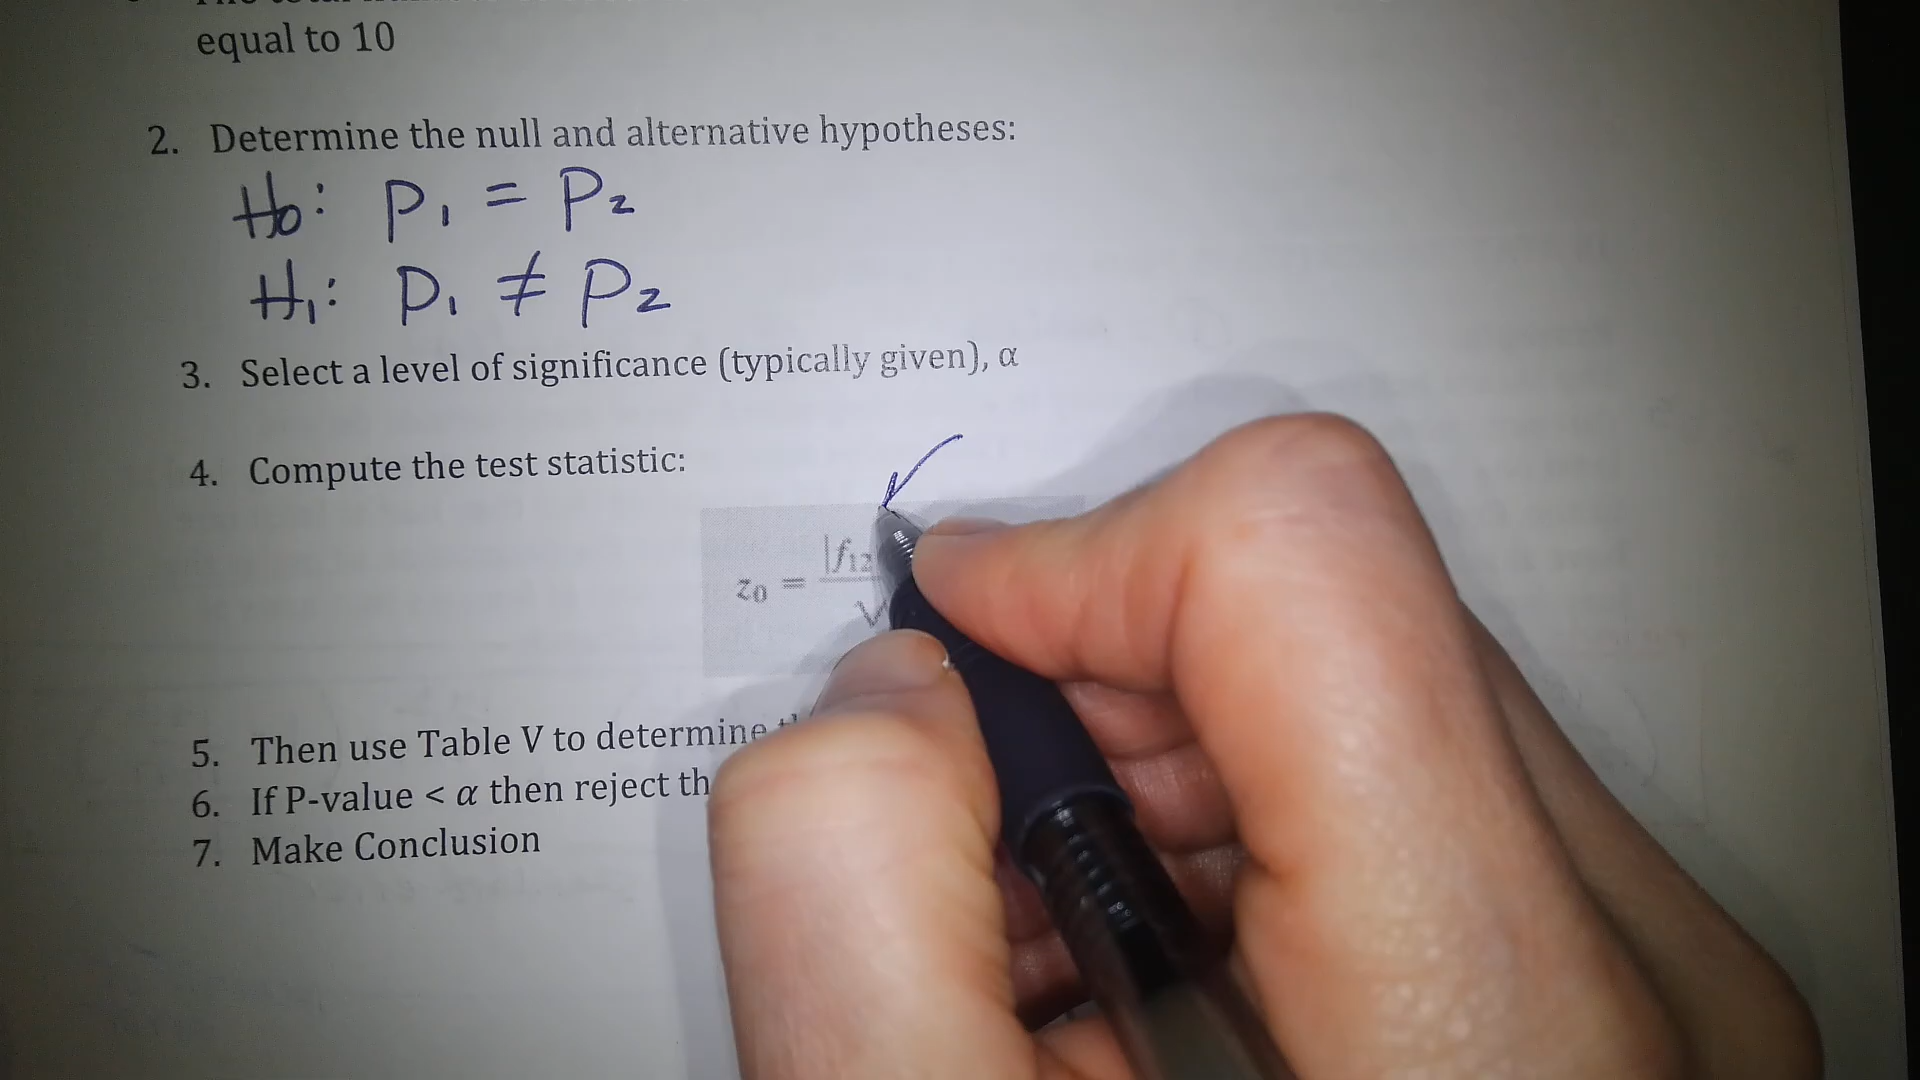 equal to 10
2. Determine the null and alternative hypotheses:
H0: P1 = P2
H1: P1 ≠ P2
3. Select a level of significance (typically given), α
4. Compute the test statistic:
z0 = |f12
5. Then use Table V to determine
6. If P-value < α then reject
7. Make Conclusion